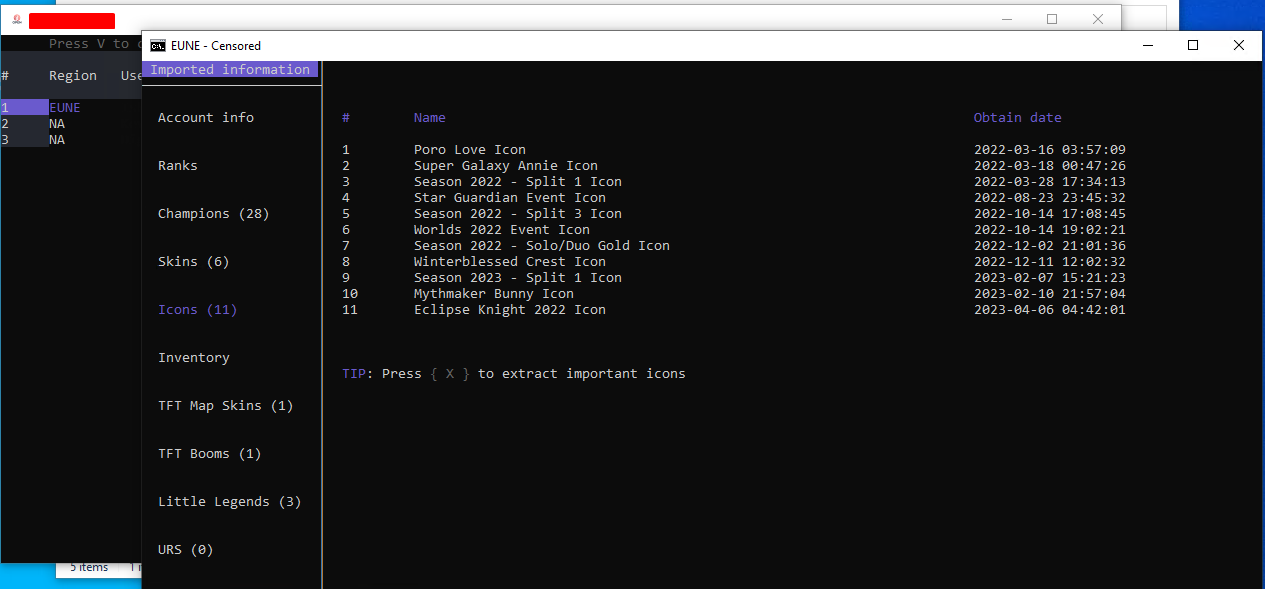 Press V to
EUNE - Censored
# Region
1 EUNE
2 NA
3 NA
Imported information
Account info
Ranks
Champions (28)
Skins (6)
Icons (11)
Inventory
TFT Map Skins (1)
TFT Booms (1)
Little Legends (3)
URS (0)
# Name Obtain date
1 Poro Love Icon 2022-03-16 03:57:09
2 Super Galaxy Annie Icon 2022-03-18 00:47:26
3 Season 2022 - Split 1 Icon 2022-03-28 17:34:13
4 Star Guardian Event Icon 2022-08-23 23:45:32
5 Season 2022 - Split 3 Icon 2022-10-14 17:08:45
6 Worlds 2022 Event Icon 2022-10-14 19:02:21
7 Season 2022 - Solo/Duo Gold Icon 2022-12-02 21:01:36
8 Winterblessed Crest Icon 2022-12-11 12:02:32
9 Season 2023 - Split 1 Icon 2023-02-07 15:21:23
10 Mythmaker Bunny Icon 2023-02-10 21:57:04
11 Eclipse Knight 2022 Icon 2023-04-06 04:42:01
TIP: Press { X } to extract important icons
5 items